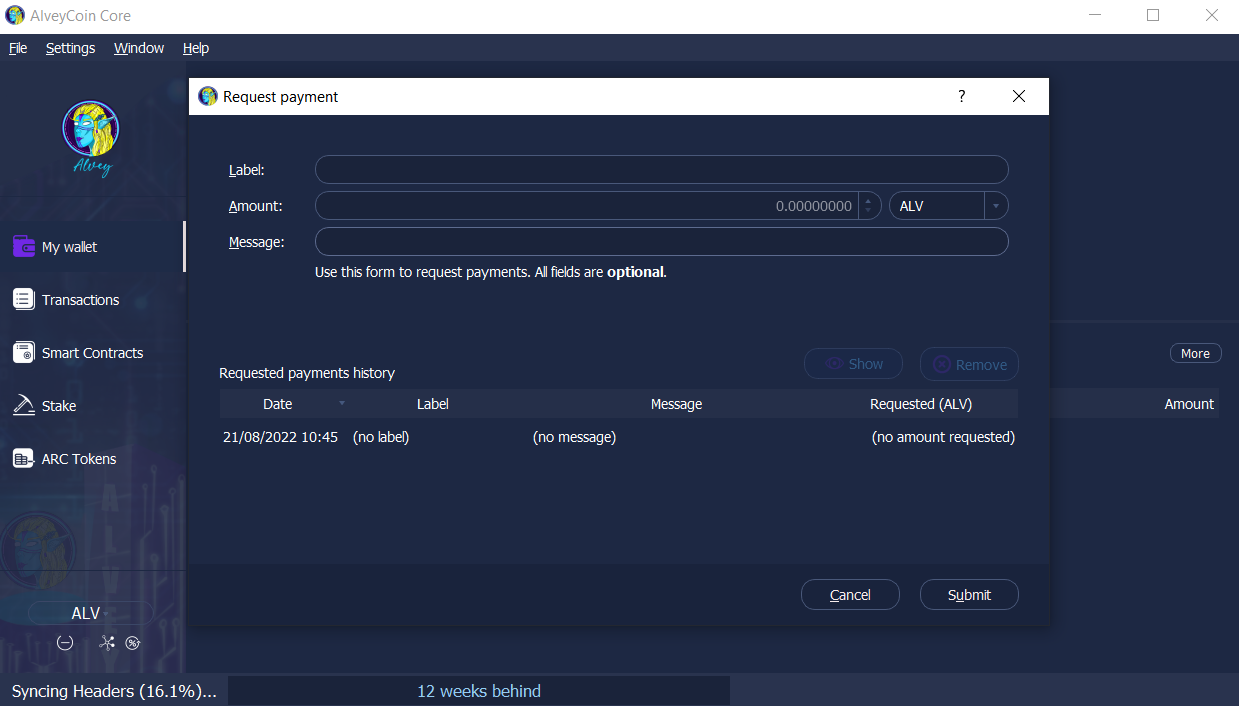 AlveyCoin Core
File Settings Window Help
Request payment
?
Alvey
Label:
Amount: 0.00000000 ALV
Message:
Use this form to request payments. All fields are optional.
My wallet
Transactions
Smart Contracts
Stake
ARC Tokens
More
Show Remove
Requested payments history
Date Label Message Requested (ALV)
Amount
21/08/2022 10:45 (no label) (no message) (no amount requested)
ALVEY
Cancel Submit
ALV
Syncing Headers (16.1%)... 12 weeks behind